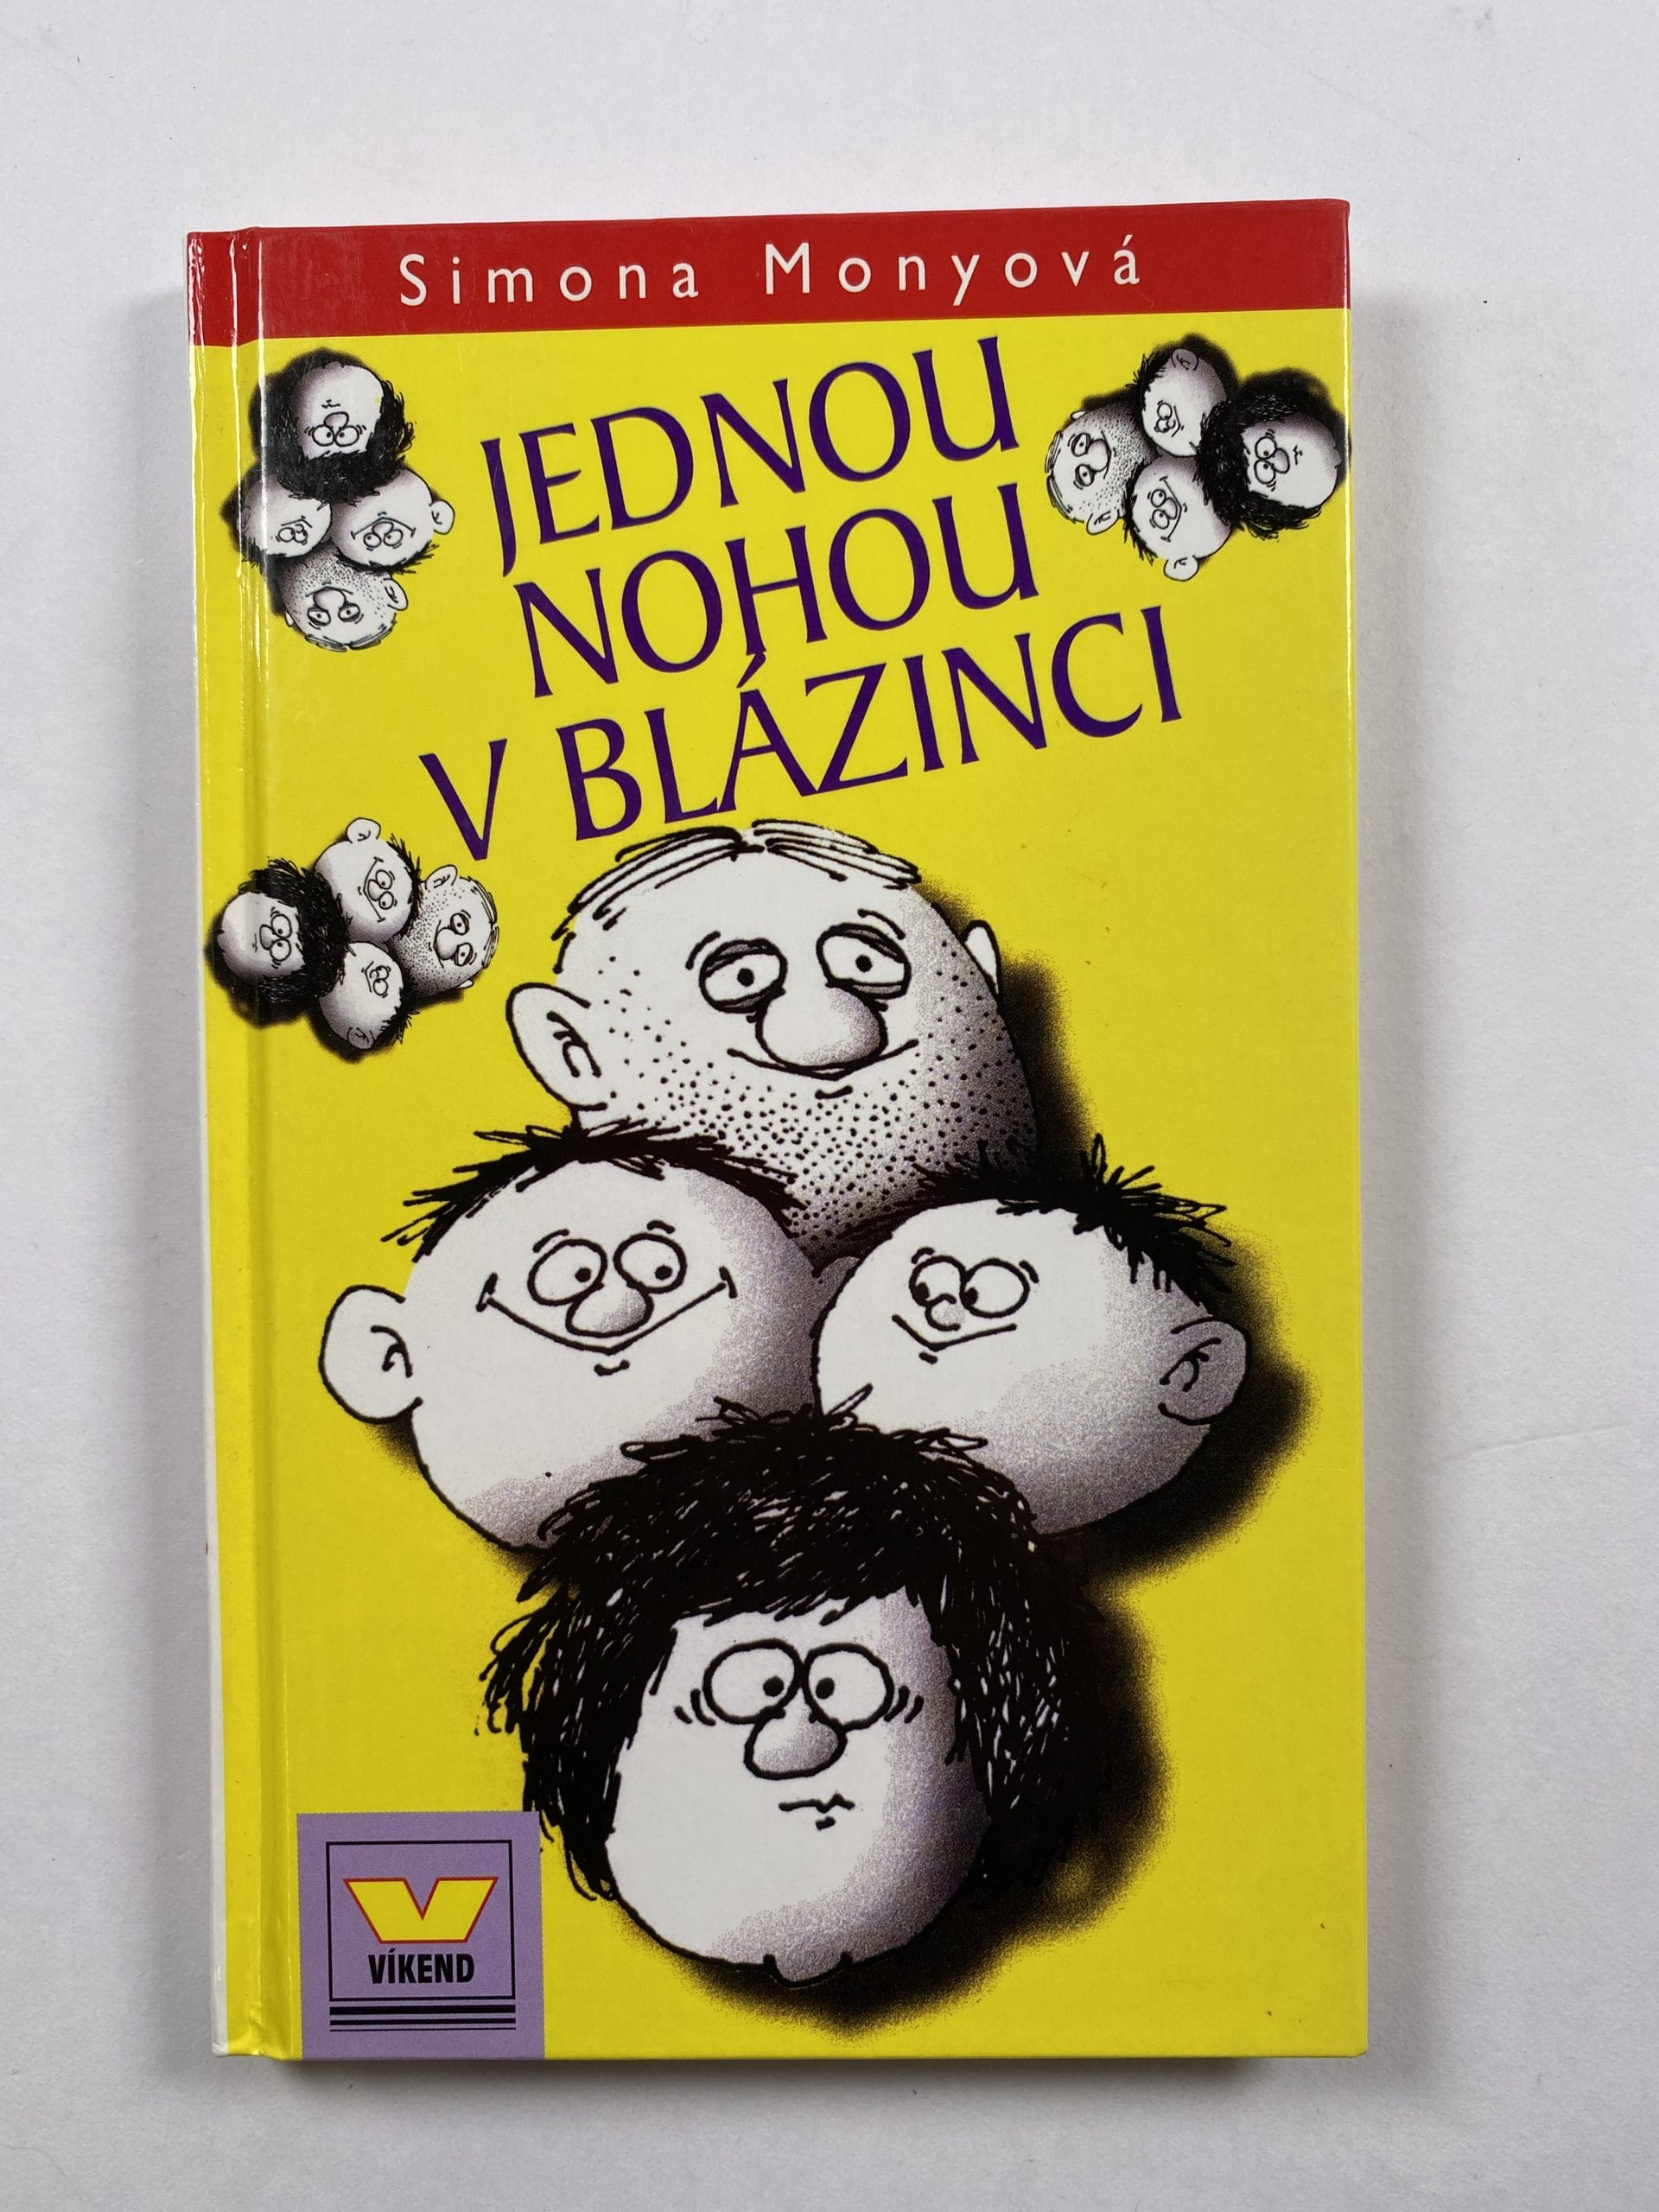 Simona Monyová
JEDNOU
NOHOU
V BLÁZINCI
VÍKEND